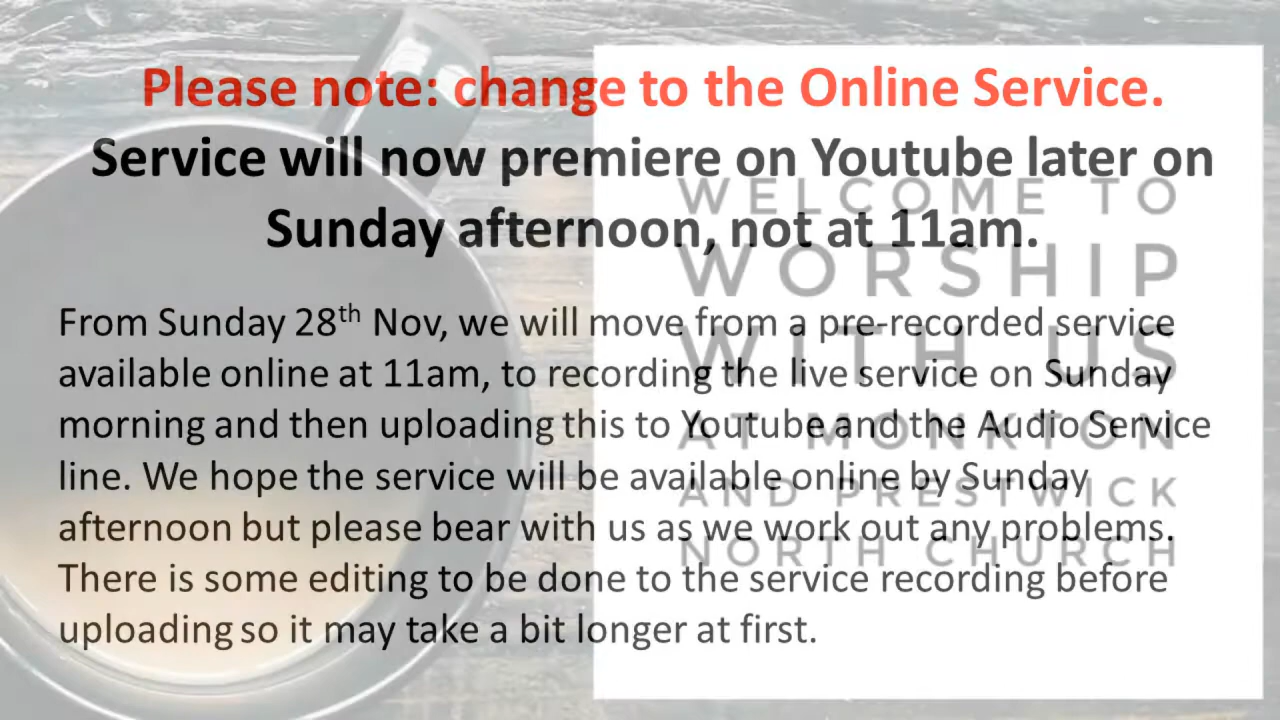 Please note: change to the Online Service.
Service will now premiere on Youtube later on
Sunday afternoon, not at 11am.
From Sunday 28th Nov, we will move from a pre-recorded service
available online at 11am, to recording the live service on Sunday
morning and then uploading this to Youtube and the Audio Service
line. We hope the service will be available online by Sunday
afternoon but please bear with us as we work out any problems.
There is some editing to be done to the service recording before
uploading so it may take a bit longer at first.
WELCOME TO
WORSHIP
WITH US
AT MONKTON
AND PRESTWICK
NORTH CHURCH